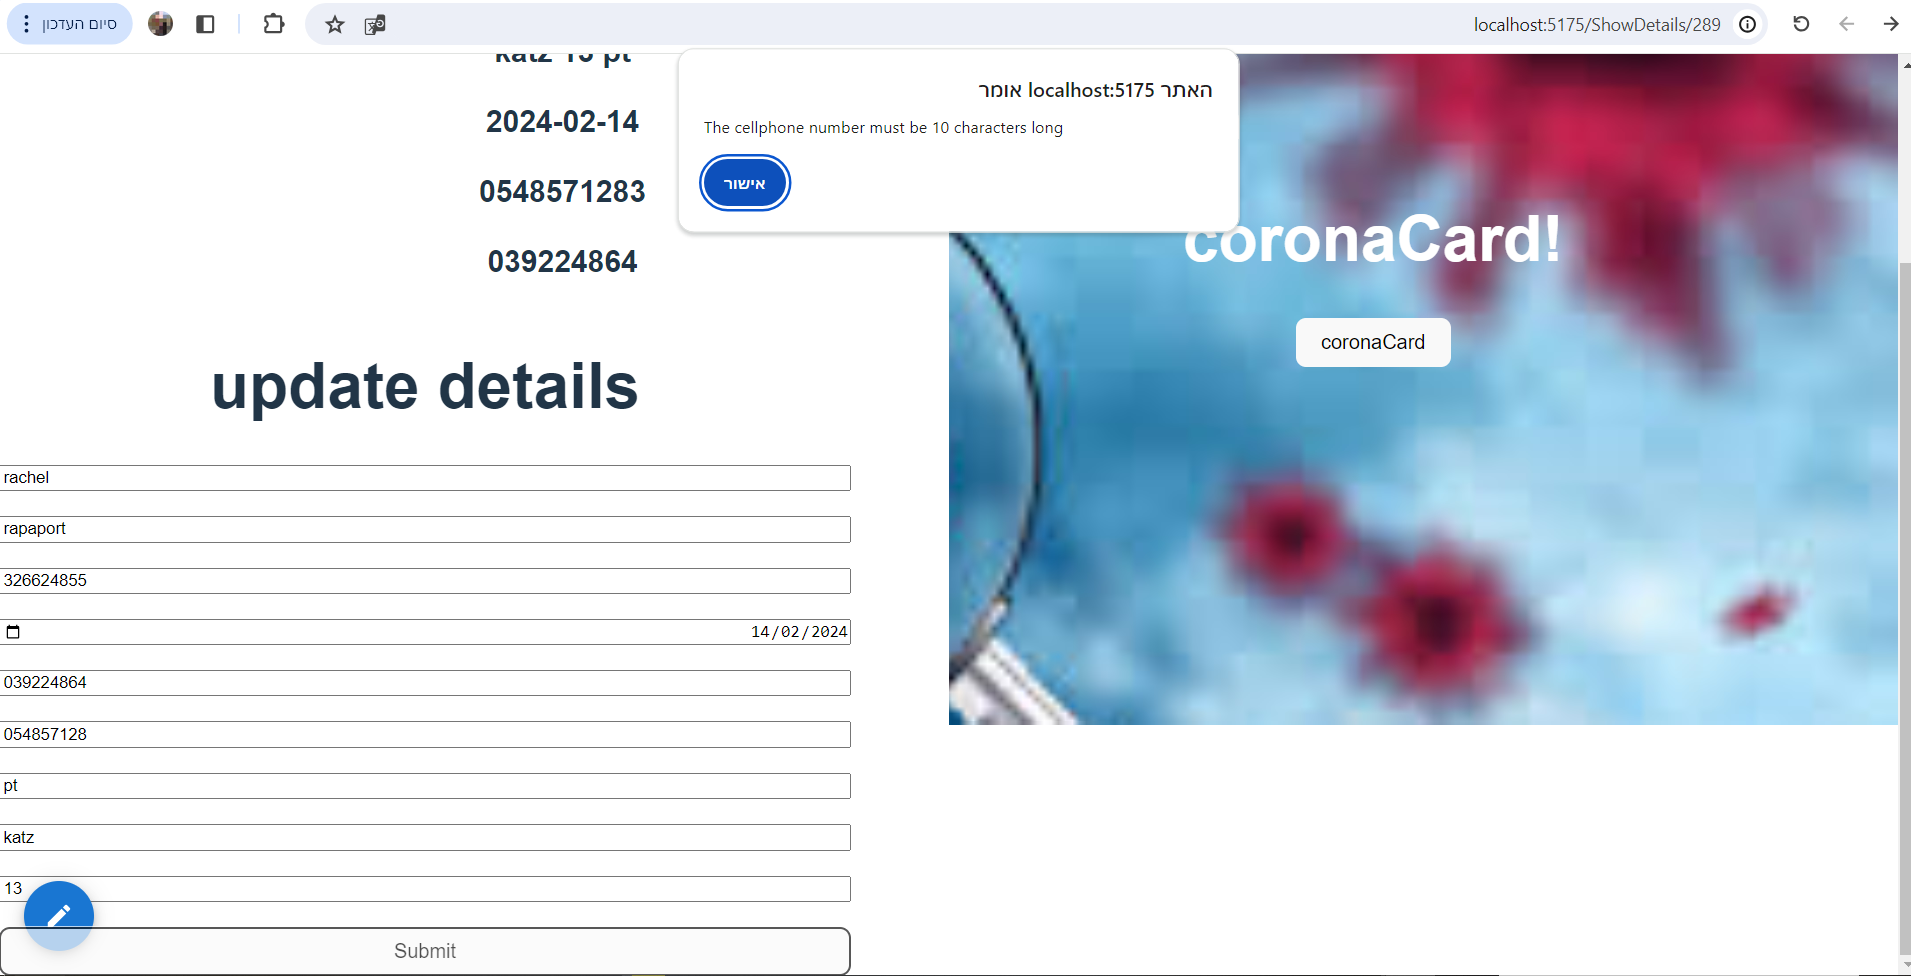 סיום העדכון
localhost:5175/ShowDetails/289
האתר localhost:5175 אומר
The cellphone number must be 10 characters long
אישור
katz 13 pt
2024-02-14
0548571283
039224864
update details
rachel
rapaport
326624855
14/02/2024
039224864
054857128
pt
katz
13
Submit
coronaCard!
coronaCard